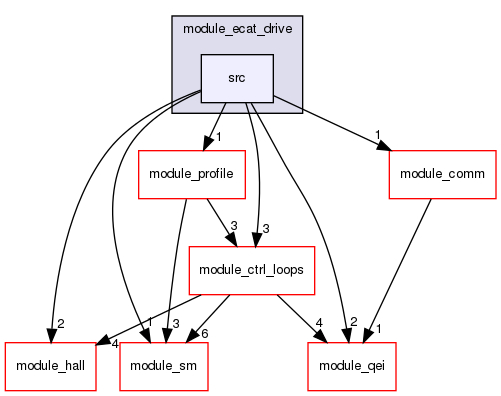 module_ecat_drive
src
1
1
module_profile
module_comm
3
3
module_ctrl_loops
2
4
1
3
6
4
2
1
module_hall
module_sm
module_qei